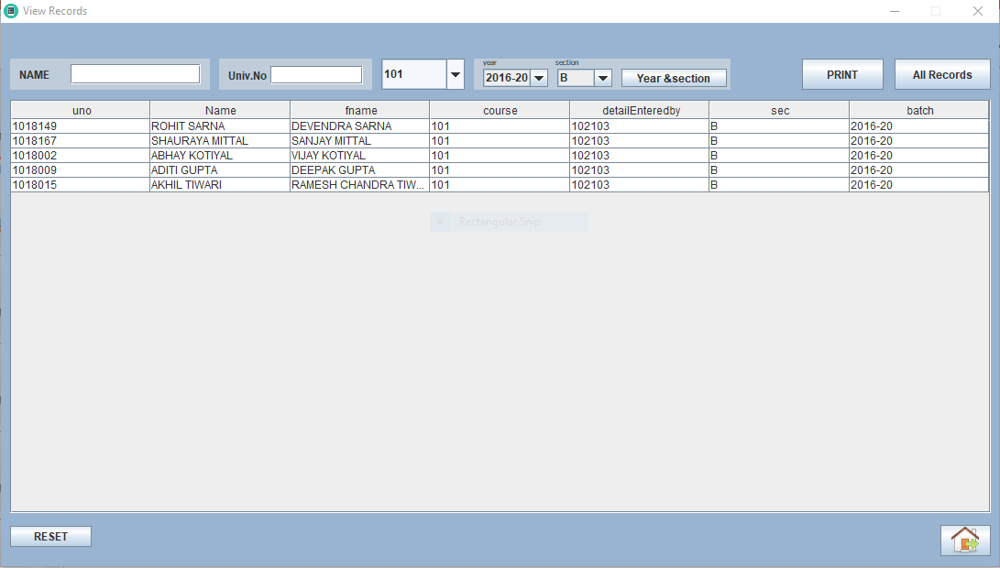 View Records
year section
NAME Univ.No 101 2016-20 B Year &section PRINT All Records
uno Name fname course detailEnteredby sec batch
1018149 ROHIT SARNA DEVENDRA SARNA 101 102103 B 2016-20
1018167 SHAURAYA MITTAL SANJAY MITTAL 101 102103 B 2016-20
1018002 ABHAY KOTIYAL VIJAY KOTIYAL 101 102103 B 2016-20
1018009 ADITI GUPTA DEEPAK GUPTA 101 102103 B 2016-20
1018015 AKHIL TIWARI RAMESH CHANDRA TIW... 101 102103 B 2016-20
Rectangular Snip
RESET